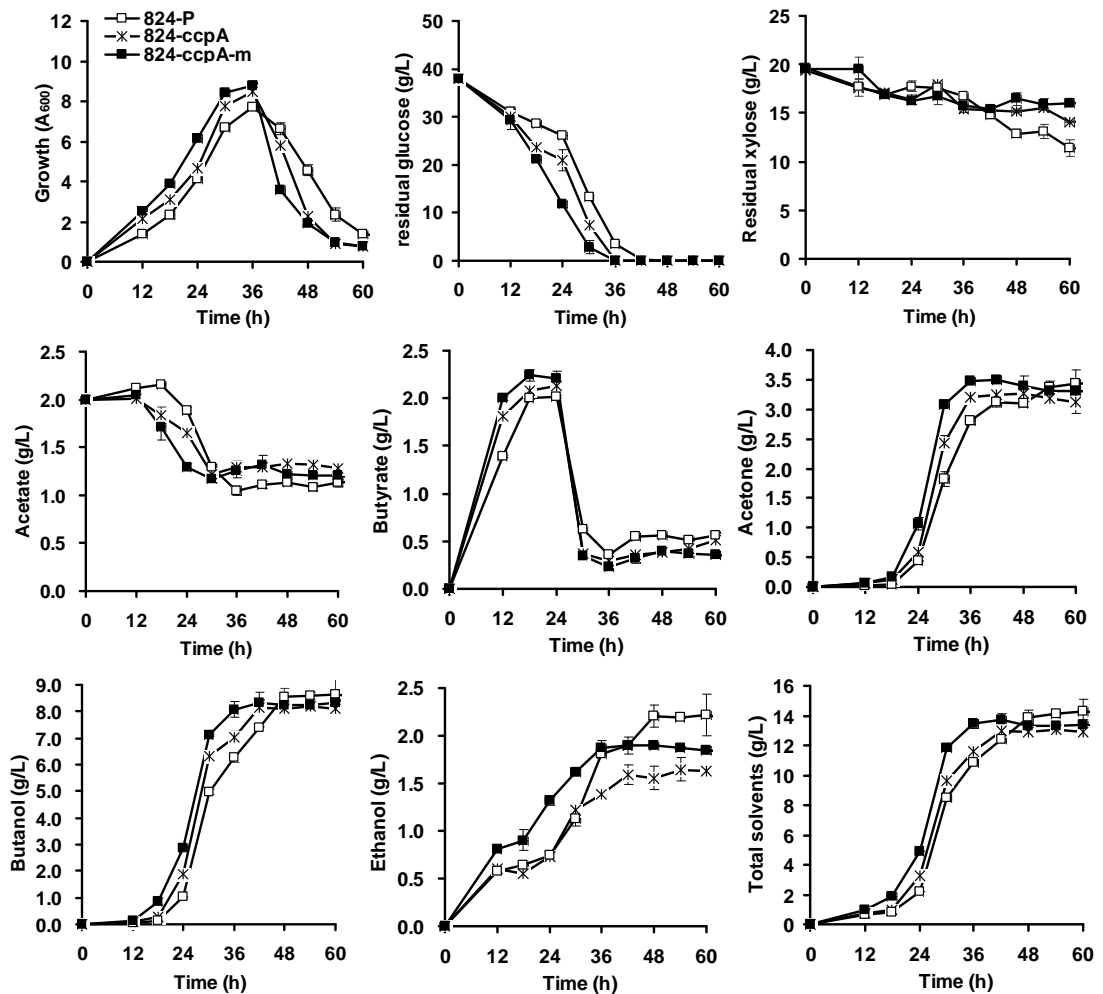 824-P
824-ccpA
824-ccpA-m
Growth (A600)
12
10
8
6
4
2
0
0 12 24 36 48 60
Time (h)
residual glucose (g/L)
50
40
30
20
10
0
0 12 24 36 48 60
Time (h)
Residual xylose (g/L)
25
20
15
10
5
0
0 12 24 36 48 60
Time (h)
Acetate (g/L)
2.5
2.0
1.5
1.0
0.5
0.0
0 12 24 36 48 60
Time (h)
Butyrate (g/L)
2.5
2.0
1.5
1.0
0.5
0.0
0 12 24 36 48 60
Time (h)
Acetone (g/L)
4.0
3.5
3.0
2.5
2.0
1.5
1.0
0.5
0.0
0 12 24 36 48 60
Time (h)
Butanol (g/L)
9.0
8.0
7.0
6.0
5.0
4.0
3.0
2.0
1.0
0.0
0 12 24 36 48 60
Time (h)
Ethanol (g/L)
2.5
2.0
1.5
1.0
0.5
0.0
0 12 24 36 48 60
Time (h)
Total solvents (g/L)
16
14
12
10
8
6
4
2
0
0 12 24 36 48 60
Time (h)